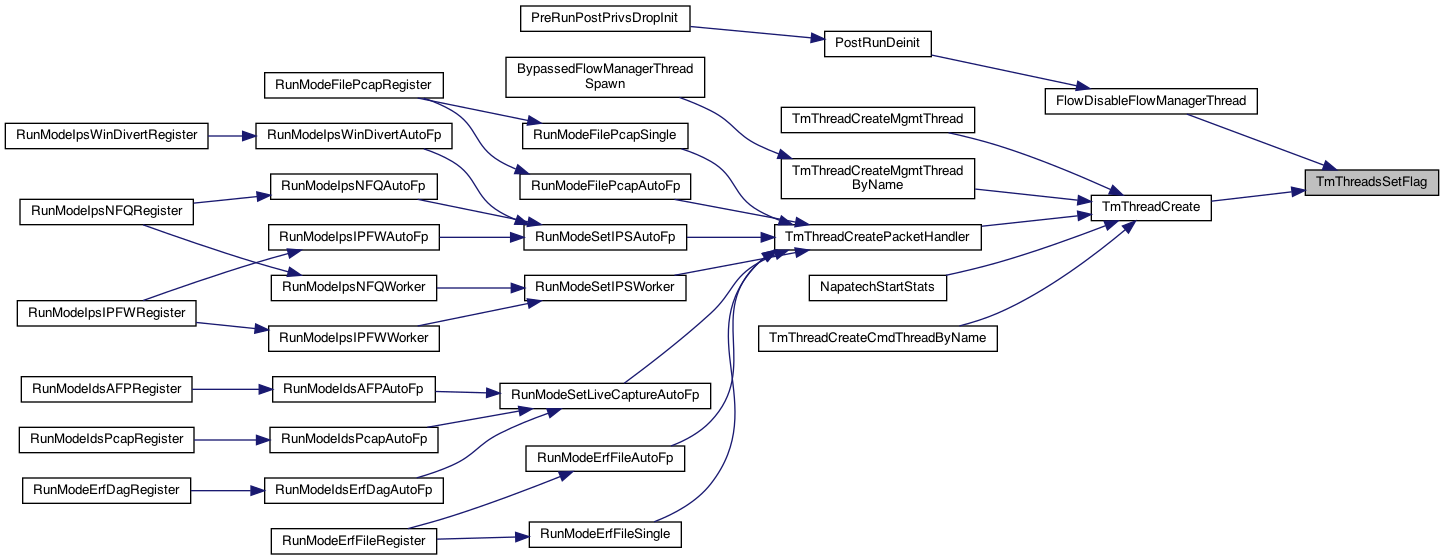 PreRunPostPrivsDropInit
PostRunDeinit
BypassedFlowManagerThread
Spawn
RunModeFilePcapRegister
FlowDisableFlowManagerThread
TmThreadCreateMgmtThread
RunModeIpsWinDivertRegister
RunModeIpsWinDivertAutoFp
RunModeFilePcapSingle
TmThreadCreateMgmtThread
ByName
TmThreadsSetFlag
RunModeIpsNFQAutoFp
RunModeFilePcapAutoFp
RunModeIpsNFQRegister
TmThreadCreate
RunModeIpsIPFWAutoFp
RunModeSetIPSAutoFp
TmThreadCreatePacketHandler
RunModeIpsNFQWorker
RunModeSetIPSWorker
NapatechStartStats
RunModeIpsIPFWRegister
RunModeIpsIPFWWorker
TmThreadCreateCmdThreadByName
RunModeIdsAFPRegister
RunModeIdsAFPAutoFp
RunModeSetLiveCaptureAutoFp
RunModeIdsPcapRegister
RunModeIdsPcapAutoFp
RunModeErfFileAutoFp
RunModeErfDagRegister
RunModeIdsErfDagAutoFp
RunModeErfFileRegister
RunModeErfFileSingle